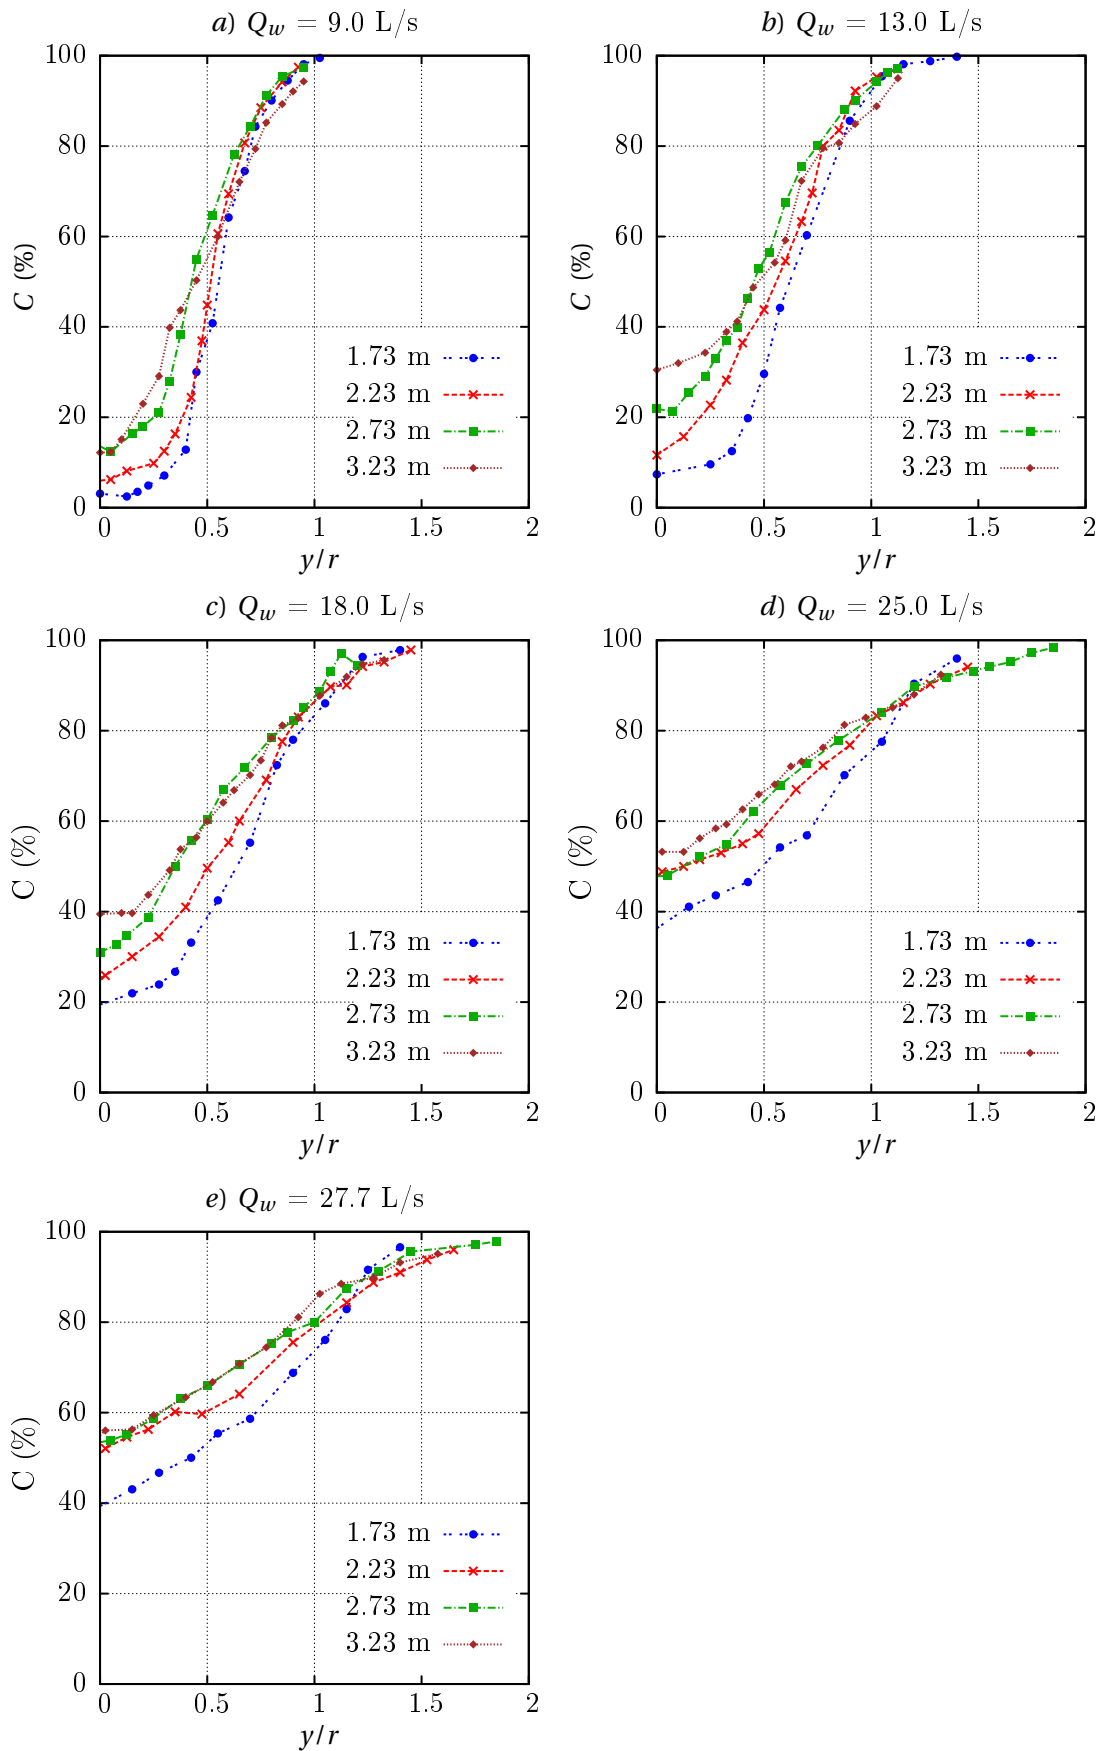 a) Q_w = 9.0 L/s
100
80
60
40
20
0
C (%)
1.73 m
2.23 m
2.73 m
3.23 m
0 0.5 1 1.5 2
y/r
b) Q_w = 13.0 L/s
100
80
60
40
20
0
C (%)
1.73 m
2.23 m
2.73 m
3.23 m
0 0.5 1 1.5 2
y/r
c) Q_w = 18.0 L/s
100
80
60
40
20
0
C (%)
1.73 m
2.23 m
2.73 m
3.23 m
0 0.5 1 1.5 2
y/r
d) Q_w = 25.0 L/s
100
80
60
40
20
0
C (%)
1.73 m
2.23 m
2.73 m
3.23 m
0 0.5 1 1.5 2
y/r
e) Q_w = 27.7 L/s
100
80
60
40
20
0
C (%)
1.73 m
2.23 m
2.73 m
3.23 m
0 0.5 1 1.5 2
y/r